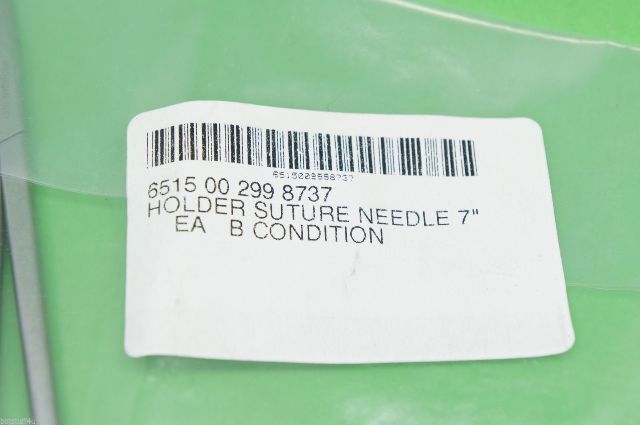 6515 00 299 8737
HOLDER SUTURE NEEDLE 7"
EA B CONDITION